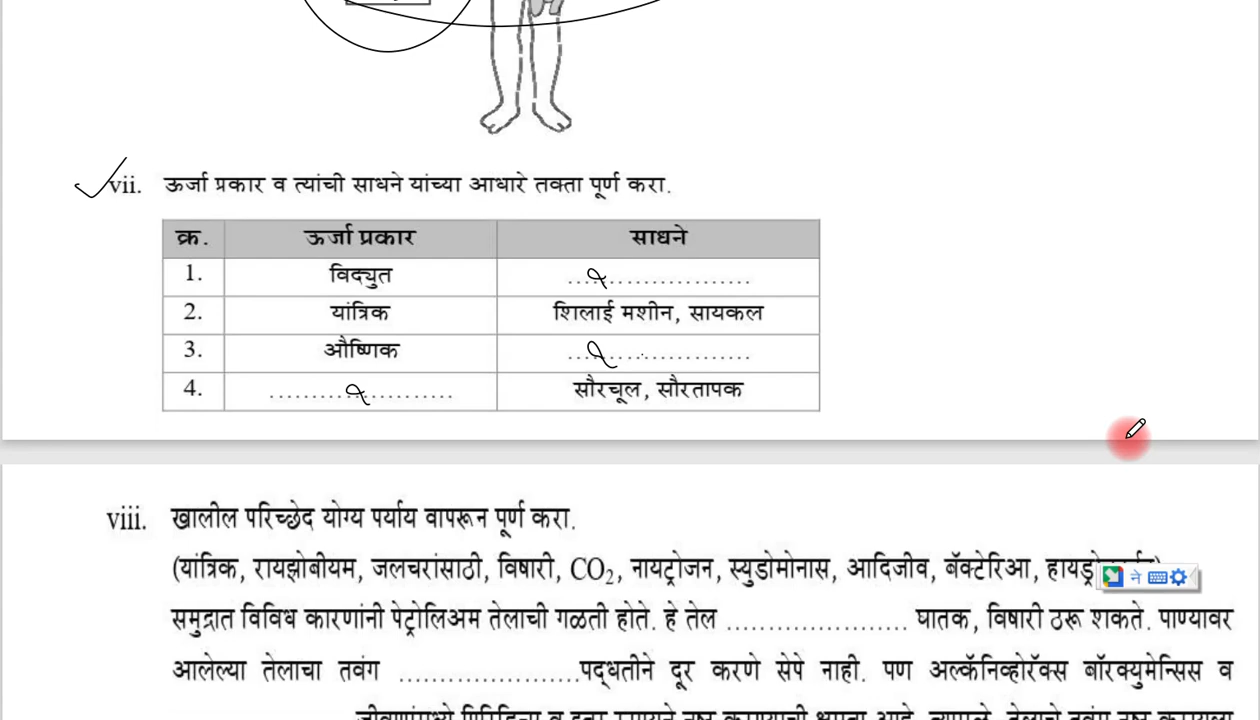 vii. ऊर्जा प्रकार व त्यांची साधने यांच्या आधारे तक्ता पूर्ण करा.
क्र. ऊर्जा प्रकार साधने
1. विद्युत ........................
2. यांत्रिक शिलाई मशीन, सायकल
3. औष्णिक ........................
4. ........................ सौरचूल, सौरतापक
viii. खालील परिच्छेद योग्य पर्याय वापरून पूर्ण करा.
(यांत्रिक, रायझोबीयम, जलचरांसाठी, विषारी, CO₂, नायट्रोजन, स्युडोमोनास, आदिजीव, बॅक्टेरिआ,
ने
समुद्रात विविध कारणांनी पेट्रोलिअम तेलाची गळती होते. हे तेल ........................ घातक, विषारी ठरू शकते. पाण्यावर
आलेल्या तेलाचा तवंग ........................पद्धतीने दूर करणे सेपे नाही. पण अल्कॅनिव्होरॅक्स बॉरक्युमेन्सिस व